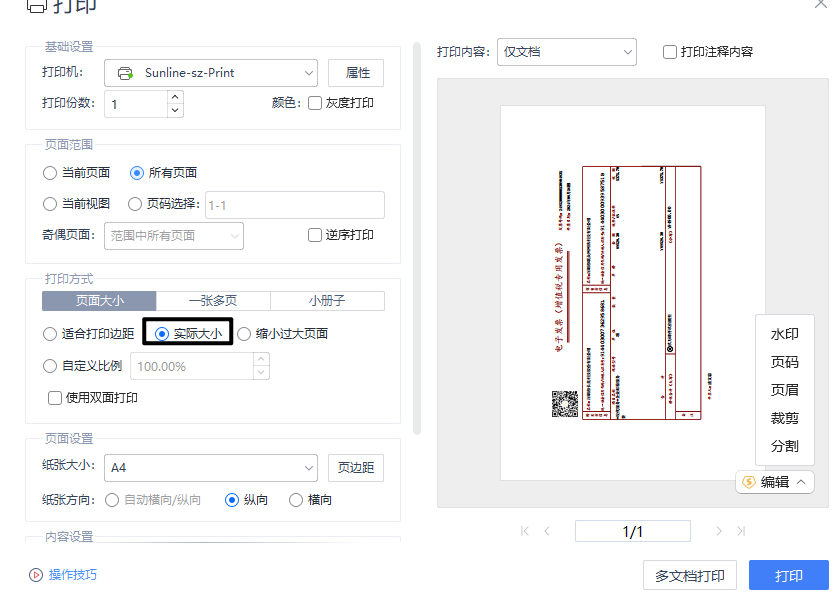 打印
基础设置
打印机: Sunline-sz-Print 属性
打印份数: 1 颜色: 灰度打印
页面范围
当前页面 所有页面
当前视图 页码选择: 1-1
奇偶页面: 范围中所有页面 逆序打印
打印方式
页面大小 一张多页 小册子
适合打印边距 实际大小 缩小过大页面
自定义比例 100.00%
使用双面打印
页面设置
纸张大小: A4 页边距
纸张方向: 自动横向/纵向 纵向 横向
内容设置
操作技巧
打印内容: 仅文档 打印注释内容
电子发票（增值税专用发票）
水印
页码
页眉
裁剪
分割
编辑
1/1
多文档打印 打印